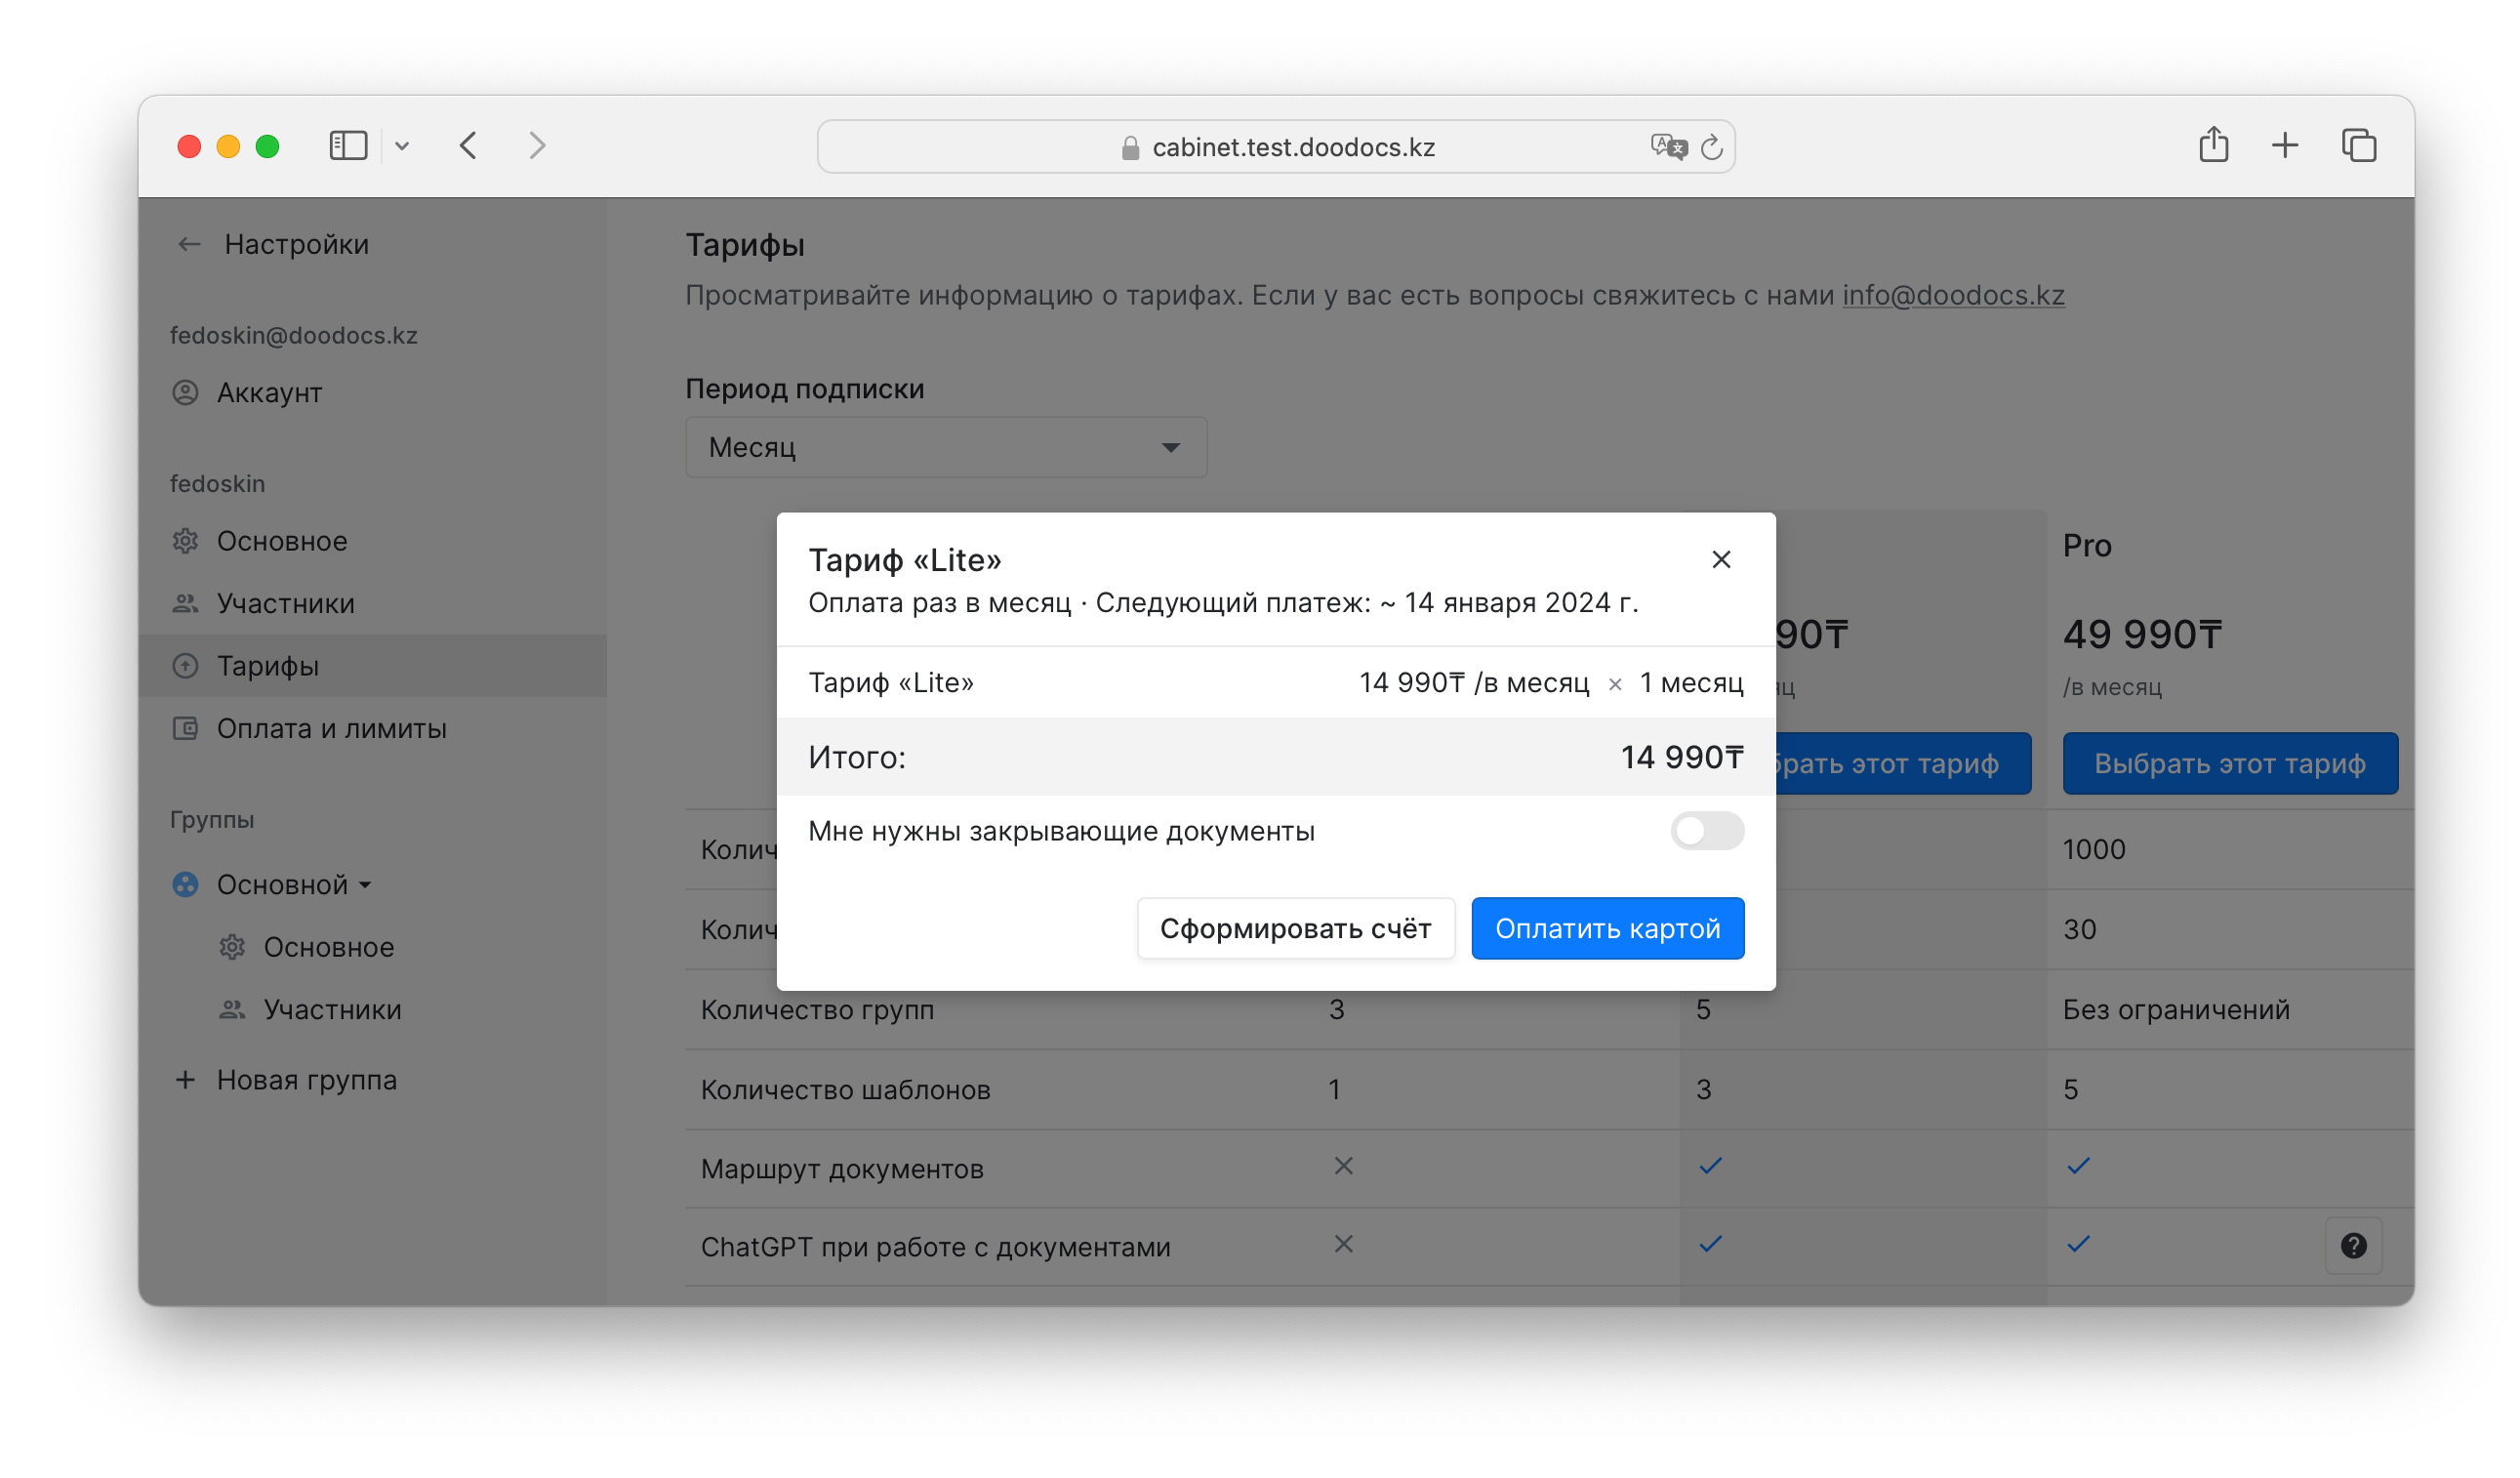 cabinet.test.doodocs.kz
Настройки
fedoskin@doodocs.kz
Аккаунт
fedoskin
Основное
Участники
Тарифы
Оплата и лимиты
Группы
Основной
Основное
Участники
Новая группа
Тарифы
Просматривайте информацию о тарифах. Если у вас есть вопросы свяжитесь с нами info@doodocs.kz
Период подписки
Месяц
Тариф «Lite»
Оплата раз в месяц · Следующий платеж: ~ 14 января 2024 г.
Тариф «Lite» 14 990₸ /в месяц × 1 месяц
Итого: 14 990₸
Мне нужны закрывающие документы
Сформировать счёт Оплатить картой
90₸
Pro
49 990₸
/в месяц
этот тариф
Выбрать этот тариф
1000
30
Количество групп 3 5 Без ограничений
Количество шаблонов 1 3 5
Маршрут документов
ChatGPT при работе с документами